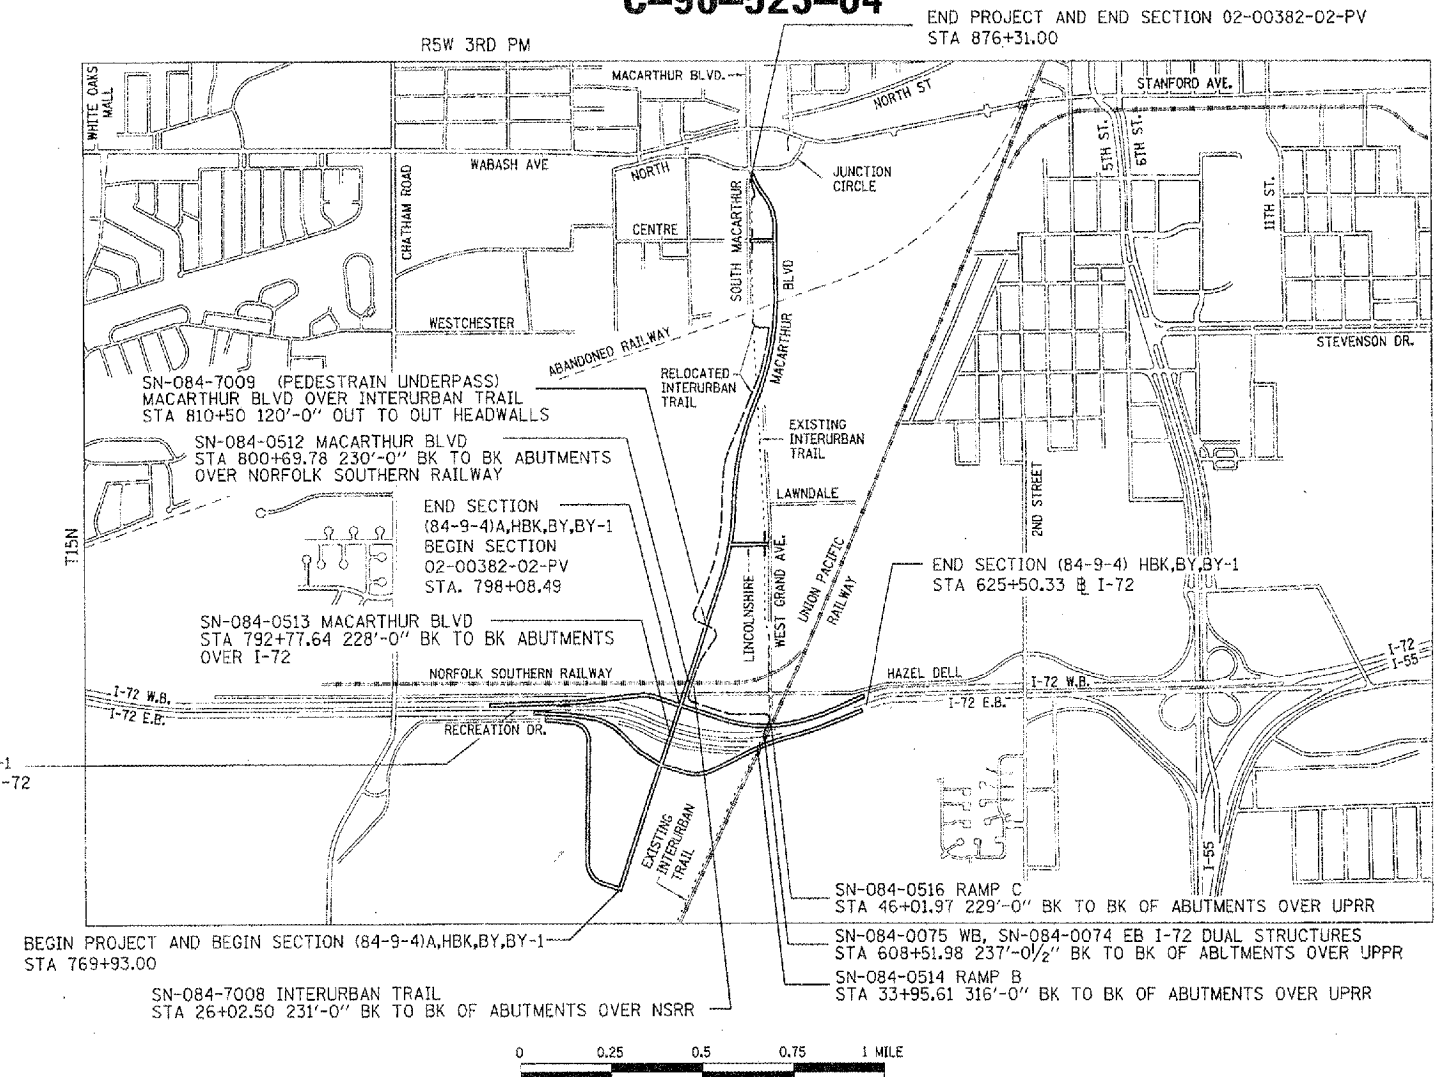 C-96-523-04
END PROJECT AND END SECTION 02-00382-02-PV
STA 876+31.00
R5W 3RD PM
MACARTHUR BLVD.
WHITE OAKS
MALL
NORTH ST
STANFORD AVE.
5TH ST.
6TH ST.
11TH ST.
WABASH AVE
NORTH
JUNCTION
CIRCLE
CHATHAM ROAD
CENTRE
SOUTH MACARTHUR
MACARTHUR BLVD
WESTCHESTER
ABANDONED RAILWAY
STEVENSON DR.
RELOCATED
INTERURBAN
TRAIL
SN-084-7009 (PEDESTRAIN UNDERPASS)
MACARTHUR BLVD OVER INTERURBAN TRAIL
STA 810+50 120'-0" OUT TO OUT HEADWALLS
EXISTING
INTERURBAN
TRAIL
SN-084-0512 MACARTHUR BLVD
STA 800+69.78 230'-0" BK TO BK ABUTMENTS
OVER NORFOLK SOUTHERN RAILWAY
LAWNDALE
2ND STREET
END SECTION
(84-9-4)A,HBK,BY,BY-1
BEGIN SECTION
02-00382-02-PV
STA. 798+08.49
T15N
LINCOLNSHIRE
WEST GRAND AVE.
UNION PACIFIC
RAILWAY
END SECTION (84-9-4) HBK,BY,BY-1
STA 625+50.33 ℄ I-72
SN-084-0513 MACARTHUR BLVD
STA 792+77.64 228'-0" BK TO BK ABUTMENTS
OVER I-72
NORFOLK SOUTHERN RAILWAY
HAZEL DELL
I-72
I-55
I-72 W.B.
I-72 E.B.
I-72 W.B.
I-72 E.B.
RECREATION DR.
-1
-72
EXISTING
INTERURBAN
TRAIL
I-55
SN-084-0516 RAMP C
STA 46+01.97 229'-0" BK TO BK OF ABUTMENTS OVER UPRR
SN-084-0075 WB, SN-084-0074 EB I-72 DUAL STRUCTURES
STA 608+51.98 237'-0½" BK TO BK OF ABLTMENTS OVER UPPR
SN-084-0514 RAMP B
STA 33+95.61 316'-0" BK TO BK OF ABUTMENTS OVER UPRR
BEGIN PROJECT AND BEGIN SECTION (84-9-4)A,HBK,BY,BY-1
STA 769+93.00
SN-084-7008 INTERURBAN TRAIL
STA 26+02.50 231'-0" BK TO BK OF ABUTMENTS OVER NSRR
0 0.25 0.5 0.75 1 MILE